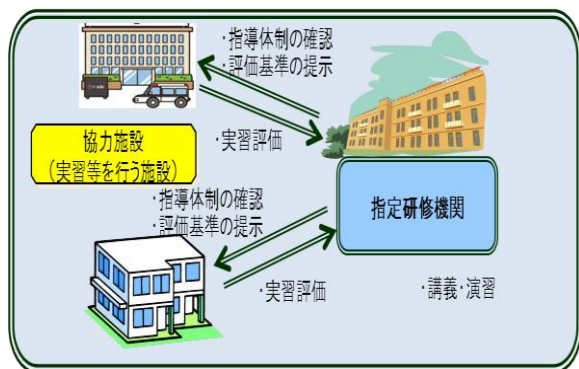 ・指導体制の確認
・評価基準の提示
・実習評価
協力施設
(実習等を行う施設)
・指導体制の確認
・評価基準の提示
指定研修機関
・実習評価
・講義・演習